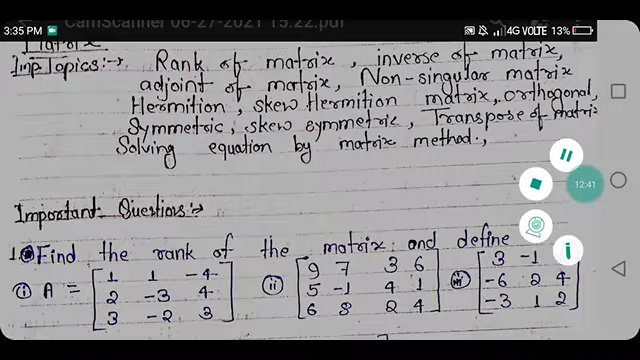 3:35 PM 4G VOLTE 13%
CamScanner 06-27-2021 15.22.pdf
Matrix
Imp Topics:→ Rank of matrix, inverse of matrix,
adjoint of matrix, Non-singular matrix
Hermition, skew Hermition matrix, orthogonal,
Symmetric, skew symmetric, Transpose of matrix
Solving equation by matrix method.,
12:41
Important Questions:→
1. Find the rank of the matrix and define
(i) A = [1 1 -4 (ii) [9 7 3 6 (iii) [3 -1
2 -3 4 5 -1 4 1 -6 2 4
3 -2 3] 6 8 2 4] -3 1 2]